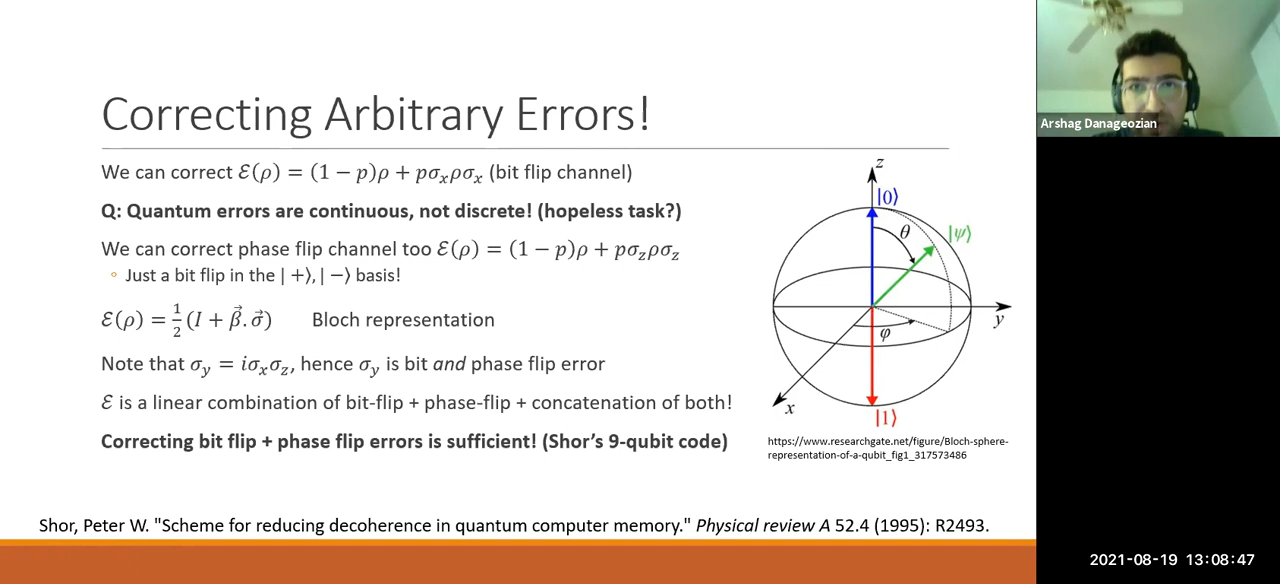 Correcting Arbitrary Errors!
We can correct ℰ(ρ) = (1 − p)ρ + pσₓρσₓ (bit flip channel)
Q: Quantum errors are continuous, not discrete! (hopeless task?)
We can correct phase flip channel too ℰ(ρ) = (1 − p)ρ + pσ_zρσ_z
◦ Just a bit flip in the | +⟩, | −⟩ basis!
ℰ(ρ) = 1/2 (I + β⃗.σ⃗) Bloch representation
Note that σ_y = iσₓσ_z, hence σ_y is bit and phase flip error
ℰ is a linear combination of bit-flip + phase-flip + concatenation of both!
Correcting bit flip + phase flip errors is sufficient! (Shor’s 9-qubit code)
z
|0⟩
θ
|ψ⟩
y
φ
x
|1⟩
https://www.researchgate.net/figure/Bloch-sphere-
representation-of-a-qubit_fig1_317573486
Shor, Peter W. "Scheme for reducing decoherence in quantum computer memory." Physical review A 52.4 (1995): R2493.
Arshag Danageozian
2021-08-19 13:08:47